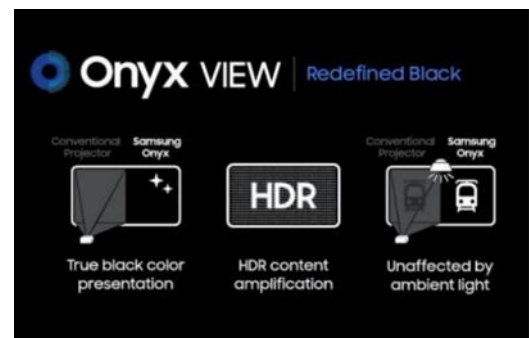 Onyx VIEW | Redefined Black
Conventional Projector
Samsung Onyx
HDR
Conventional Projector
Samsung Onyx
True black color
presentation
HDR content
amplification
Unaffected by
ambient light